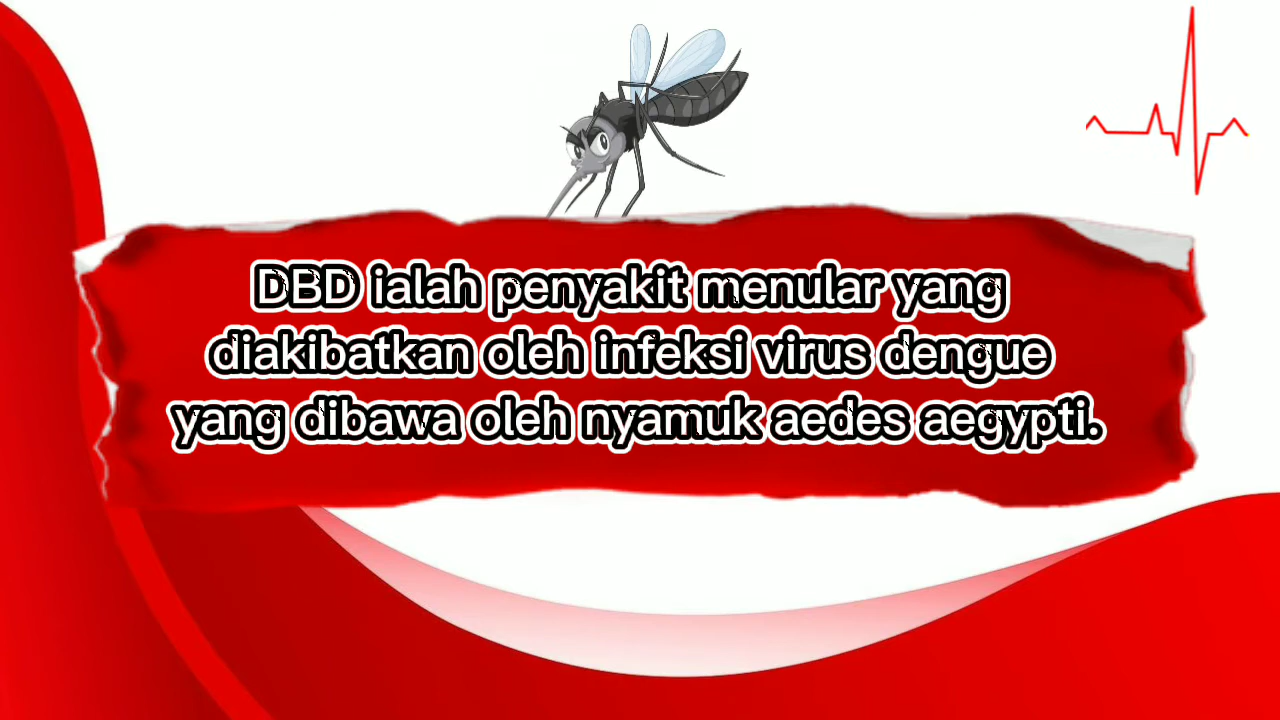 DBD ialah penyakit menular yang
diakibatkan oleh infeksi virus dengue
yang dibawa oleh nyamuk aedes aegypti.